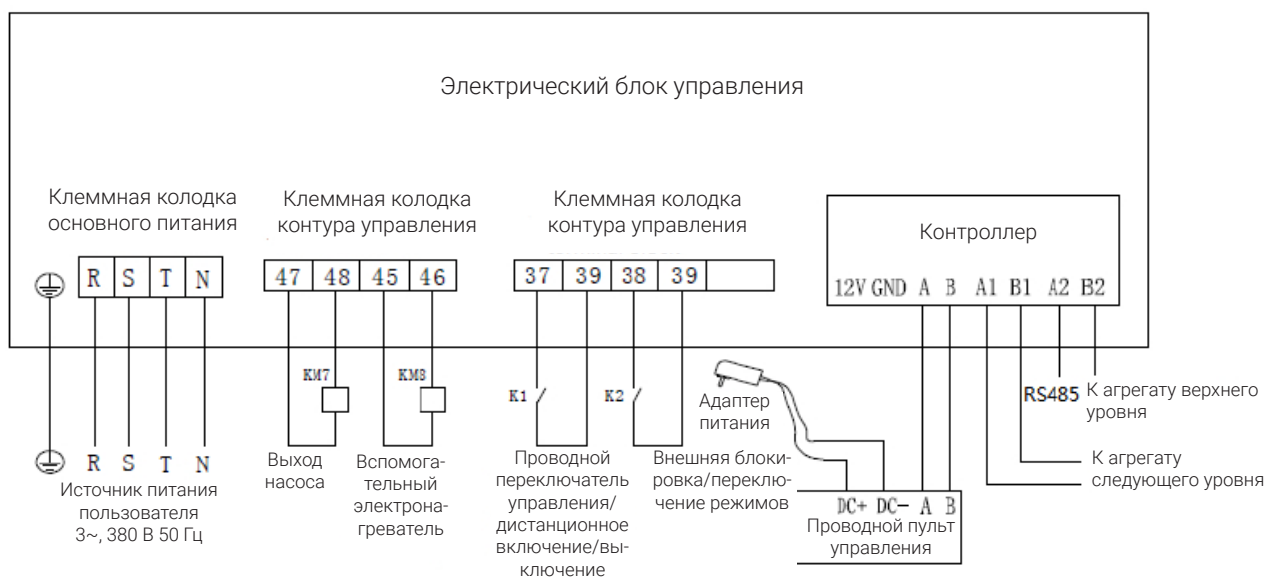 Электрический блок управления
Клеммная колодка
основного питания
Клеммная колодка
контура управления
Клеммная колодка
контура управления
Контроллер
R S T N
47 48 45 46
37 39 38 39
12V GND A B A1 B1 A2 B2
KM7
KM8
K1
K2
Адаптер
питания
RS485
К агрегату верхнего
уровня
R S T N
Источник питания
пользователя
3~, 380 В 50 Гц
Выход
насоса
Вспомога-
тельный
электрона-
греватель
Проводной
переключатель
управления/
дистанционное
включение/вы-
ключение
Внешняя блоки-
ровка/переклю-
чение режимов
К агрегату
следующего уровня
DC+ DC- A B
Проводной пульт
управления